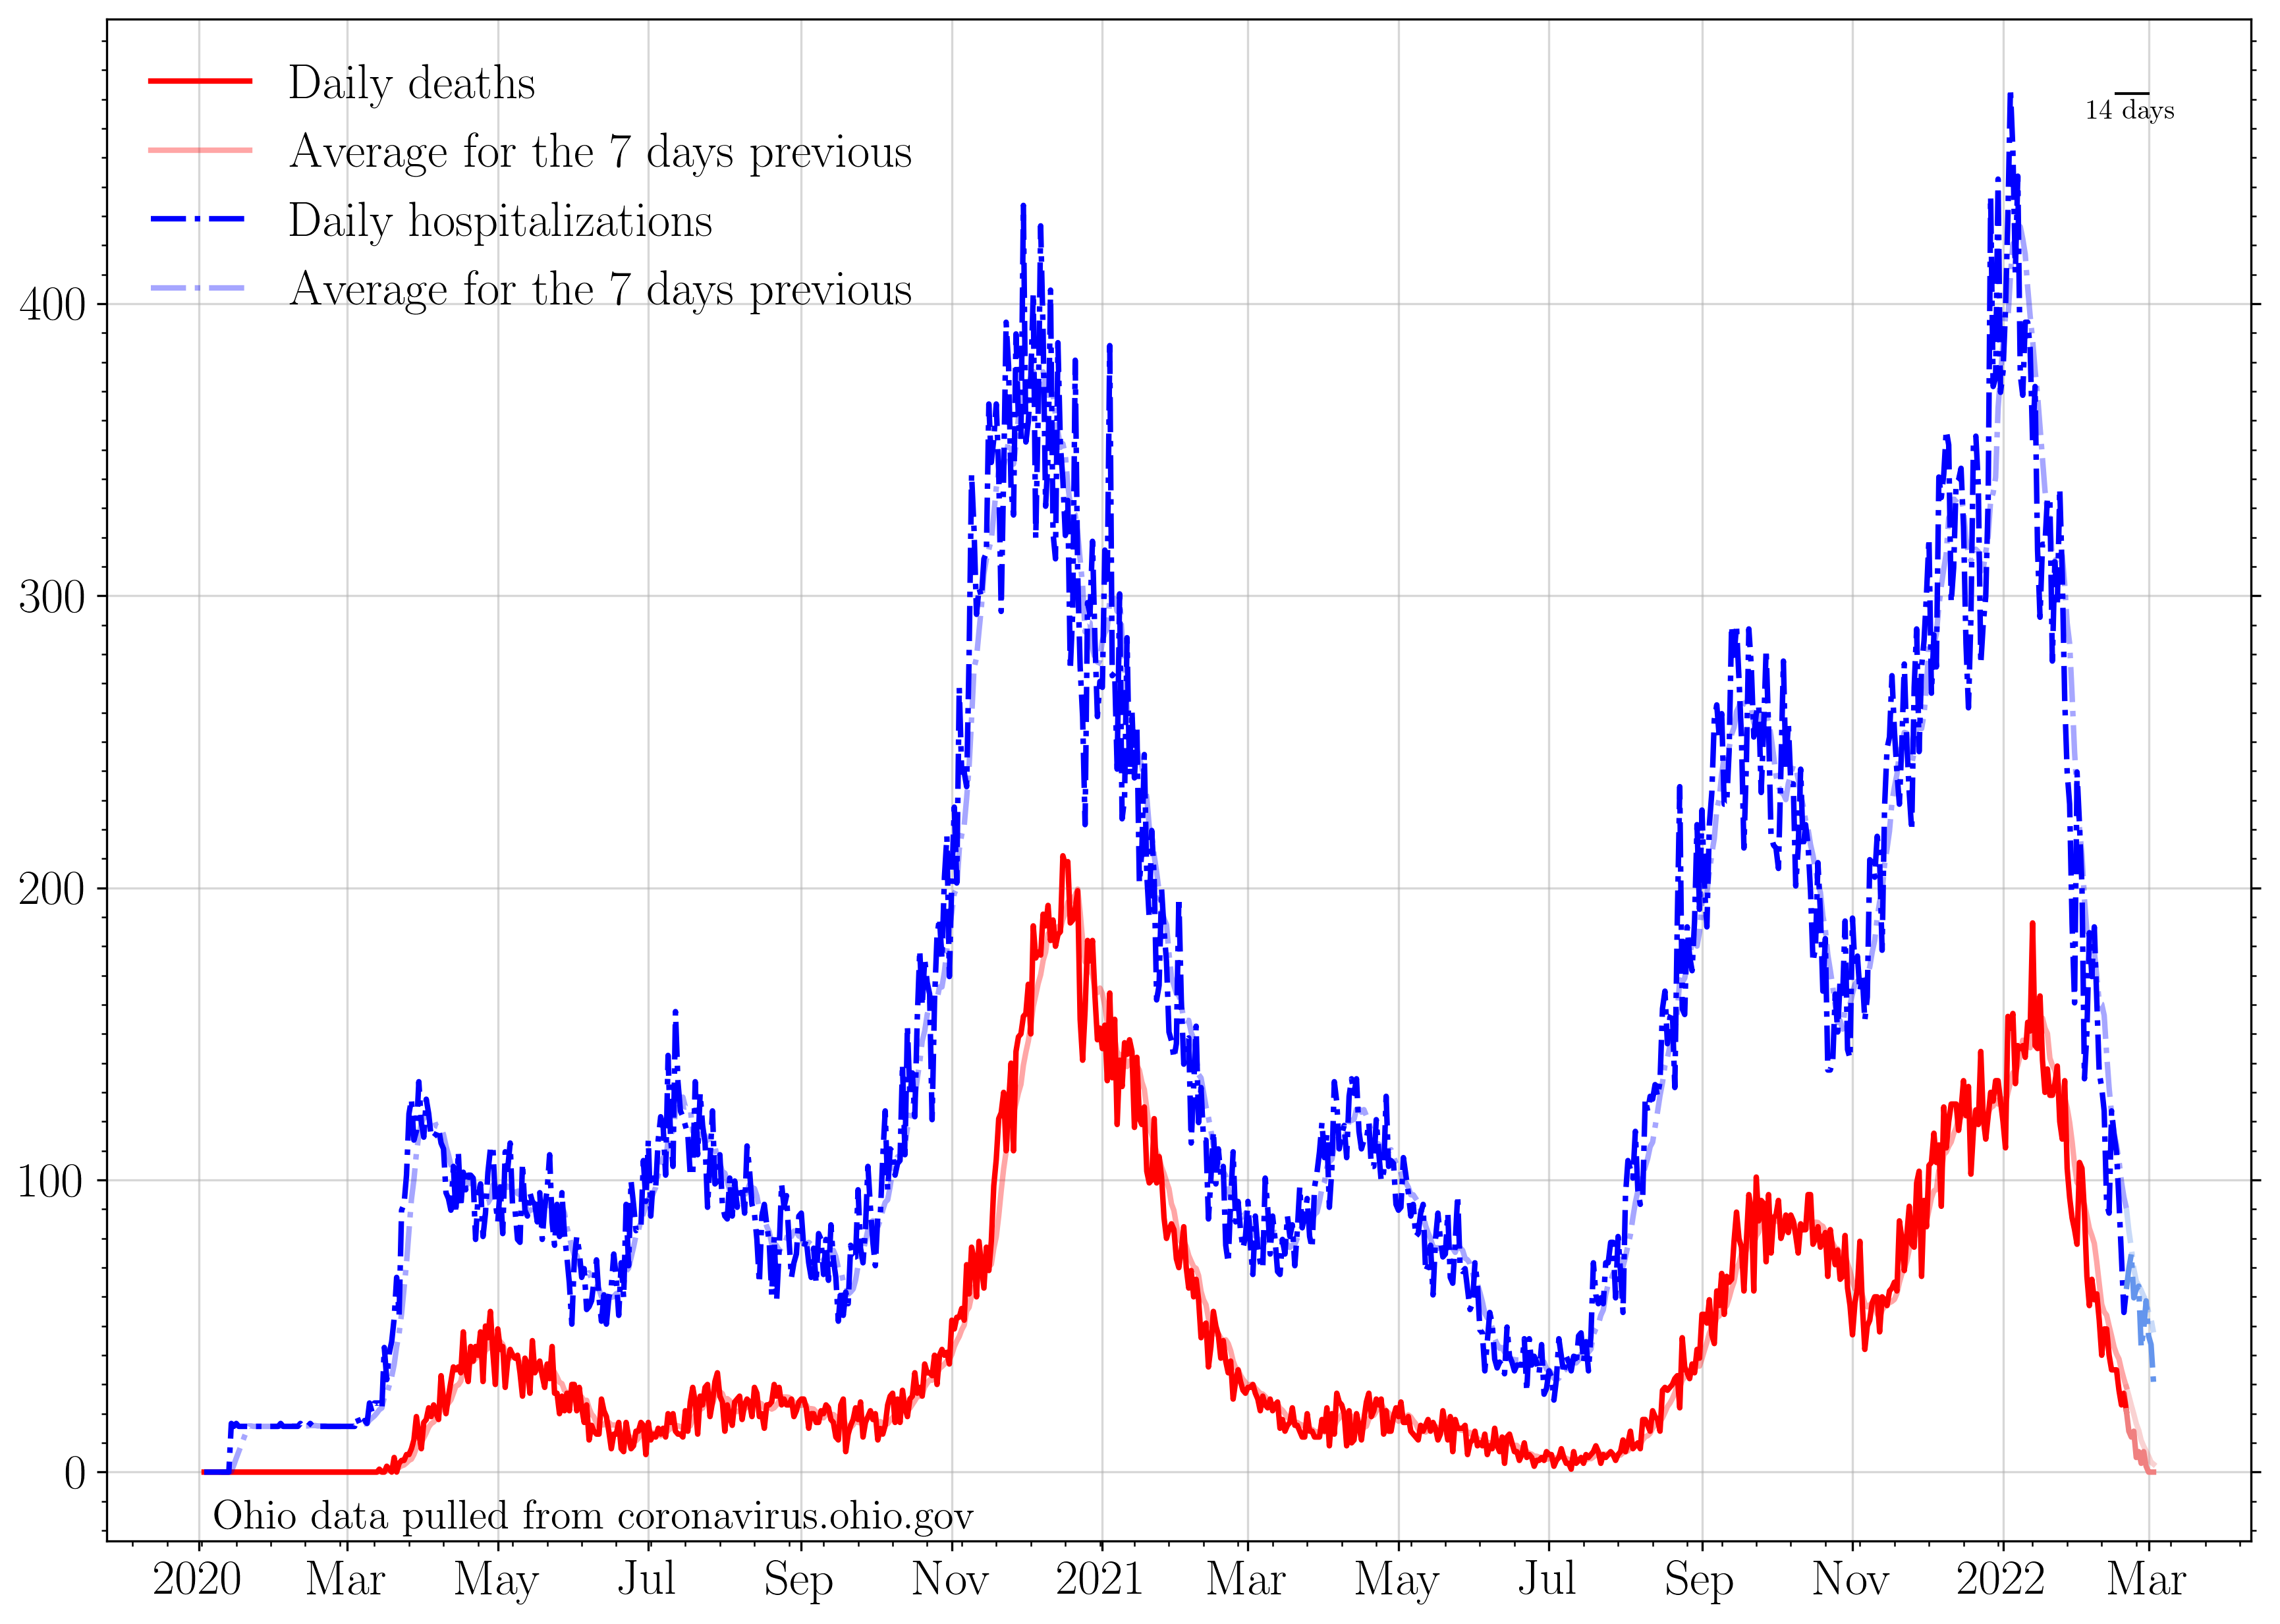 Daily deaths
Average for the 7 days previous
Daily hospitalizations
Average for the 7 days previous
14 days
400
300
200
100
0
Ohio data pulled from coronavirus.ohio.gov
2020 Mar May Jul Sep Nov 2021 Mar May Jul Sep Nov 2022 Mar